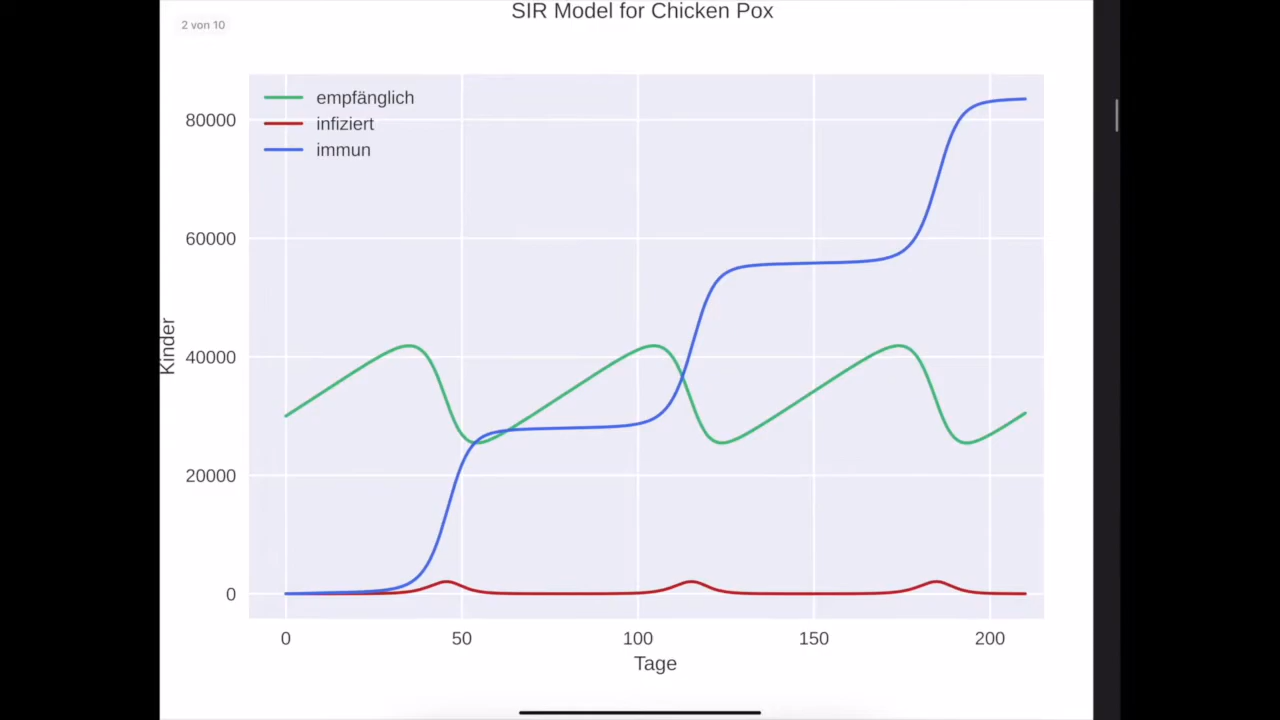 SIR Model for Chicken Pox
2 von 10
empfänglich
infiziert
immun
80000
60000
40000
20000
0
Kinder
0 50 100 150 200
Tage